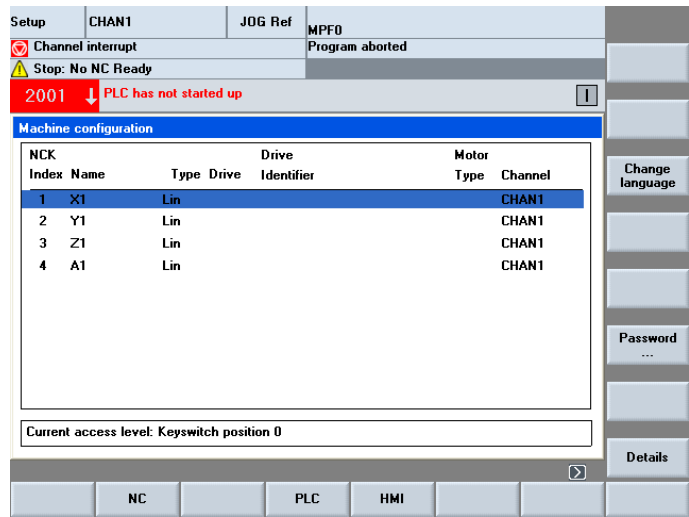 Setup CHAN1 JOG Ref MPF0
Channel interrupt Program aborted
Stop: No NC Ready
2001 PLC has not started up
Machine configuration
NCK Drive Motor
Index Name Type Drive Identifier Type Channel
1 X1 Lin CHAN1
2 Y1 Lin CHAN1
3 Z1 Lin CHAN1
4 A1 Lin CHAN1
Current access level: Keyswitch position 0
Change
language
Password
...
Details
NC PLC HMI